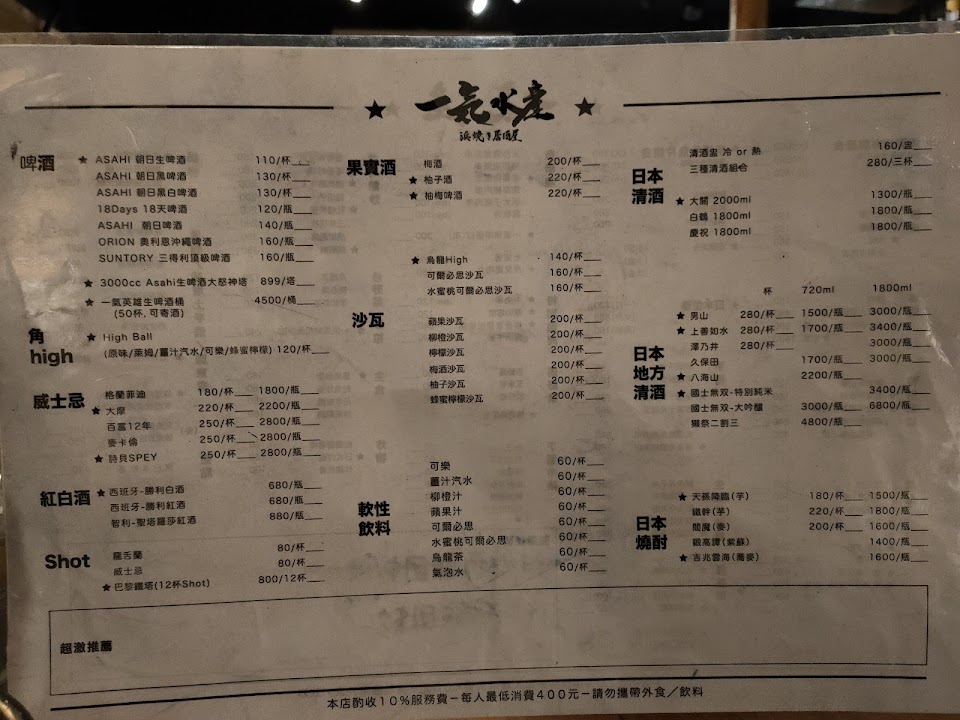 一氣水產
浜焼き居酒屋
啤酒
★ ASAHI 朝日生啤酒 110/杯
ASAHI 朝日黑啤酒 130/杯
ASAHI 朝日黑白啤酒 130/杯
18Days 18天啤酒 120/瓶
ASAHI 朝日啤酒 140/瓶
ORION 奧利恩沖繩啤酒 160/瓶
SUNTORY 三得利頂級啤酒 160/瓶
★ 3000cc Asahi生啤酒大怒神塔 899/塔
★ 一氣英雄生啤酒桶 4500/桶
(50杯, 可寄酒)
角
high
★ High Ball
(原味/萊姆/薑汁汽水/可樂/蜂蜜檸檬) 120/杯
威士忌
格蘭菲迪 180/杯 1800/瓶
★ 大摩 220/杯 2200/瓶
百富12年 250/杯 2800/瓶
麥卡倫 250/杯 2800/瓶
★ 詩貝SPEY 250/杯 2800/瓶
紅白酒
★ 西班牙-勝利白酒 680/瓶
西班牙-勝利紅酒 680/瓶
智利-聖塔羅莎紅酒 880/瓶
Shot
龍舌蘭 80/杯
威士忌 80/杯
★ 巴黎鐵塔(12杯Shot) 800/12杯
果實酒
梅酒 200/杯
★ 柚子酒 220/杯
★ 柚梅啤酒 220/杯
沙瓦
★ 烏龍High 140/杯
可爾必思沙瓦 160/杯
水蜜桃可爾必思沙瓦 160/杯
蘋果沙瓦 200/杯
柳橙沙瓦 200/杯
檸檬沙瓦 200/杯
梅酒沙瓦 200/杯
柚子沙瓦 200/杯
蜂蜜檸檬沙瓦 200/杯
軟性
飲料
可樂 60/杯
薑汁汽水 60/杯
柳橙汁 60/杯
蘋果汁 60/杯
可爾必思 60/杯
水蜜桃可爾必思 60/杯
烏龍茶 60/杯
氣泡水 60/杯
日本
清酒
清酒盅 冷 or 熱 160/盅
三種清酒組合 280/三杯
★ 大關 2000ml 1300/瓶
白鶴 1800ml 1800/瓶
慶祝 1800ml 1800/瓶
日本
地方
清酒
杯 720ml 1800ml
★ 男山 280/杯 1500/瓶 3000/瓶
★ 上善如水 280/杯 1700/瓶 3400/瓶
澤乃井 280/杯 3000/瓶
久保田 1700/瓶 3000/瓶
★ 八海山 2200/瓶
★ 國士無双-特別純米 3400/瓶
國士無双-大吟釀 3000/瓶 6800/瓶
獺祭二割三 4800/瓶
日本
燒酎
★ 天孫降臨(芋) 180/杯 1500/瓶
鐵幹(芋) 220/杯 1800/瓶
閻魔(麥) 200/杯 1600/瓶
鍛高譚(紫蘇) 1400/瓶
★ 吉兆雲海(蕎麥) 1600/瓶
超激推薦
本店酌收10%服務費－每人最低消費400元－請勿攜帶外食／飲料